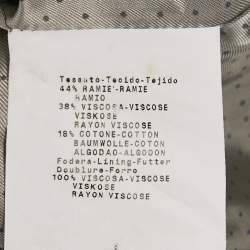 Tessuto-Tecido-Tejido
44% RAMIE'-RAMIE
RAMIO
38% VISCOSA-VISCOSE
VISKOSE
RAYON VISCOSE
18% COTONE-COTTON
BAUMWOLLE-COTON
ALGODAO-ALGODON
Fodera-Lining-Futter
Doublure-Forro
100% VISCOSA-VISCOSE
VISKOSE
RAYON VISCOSE